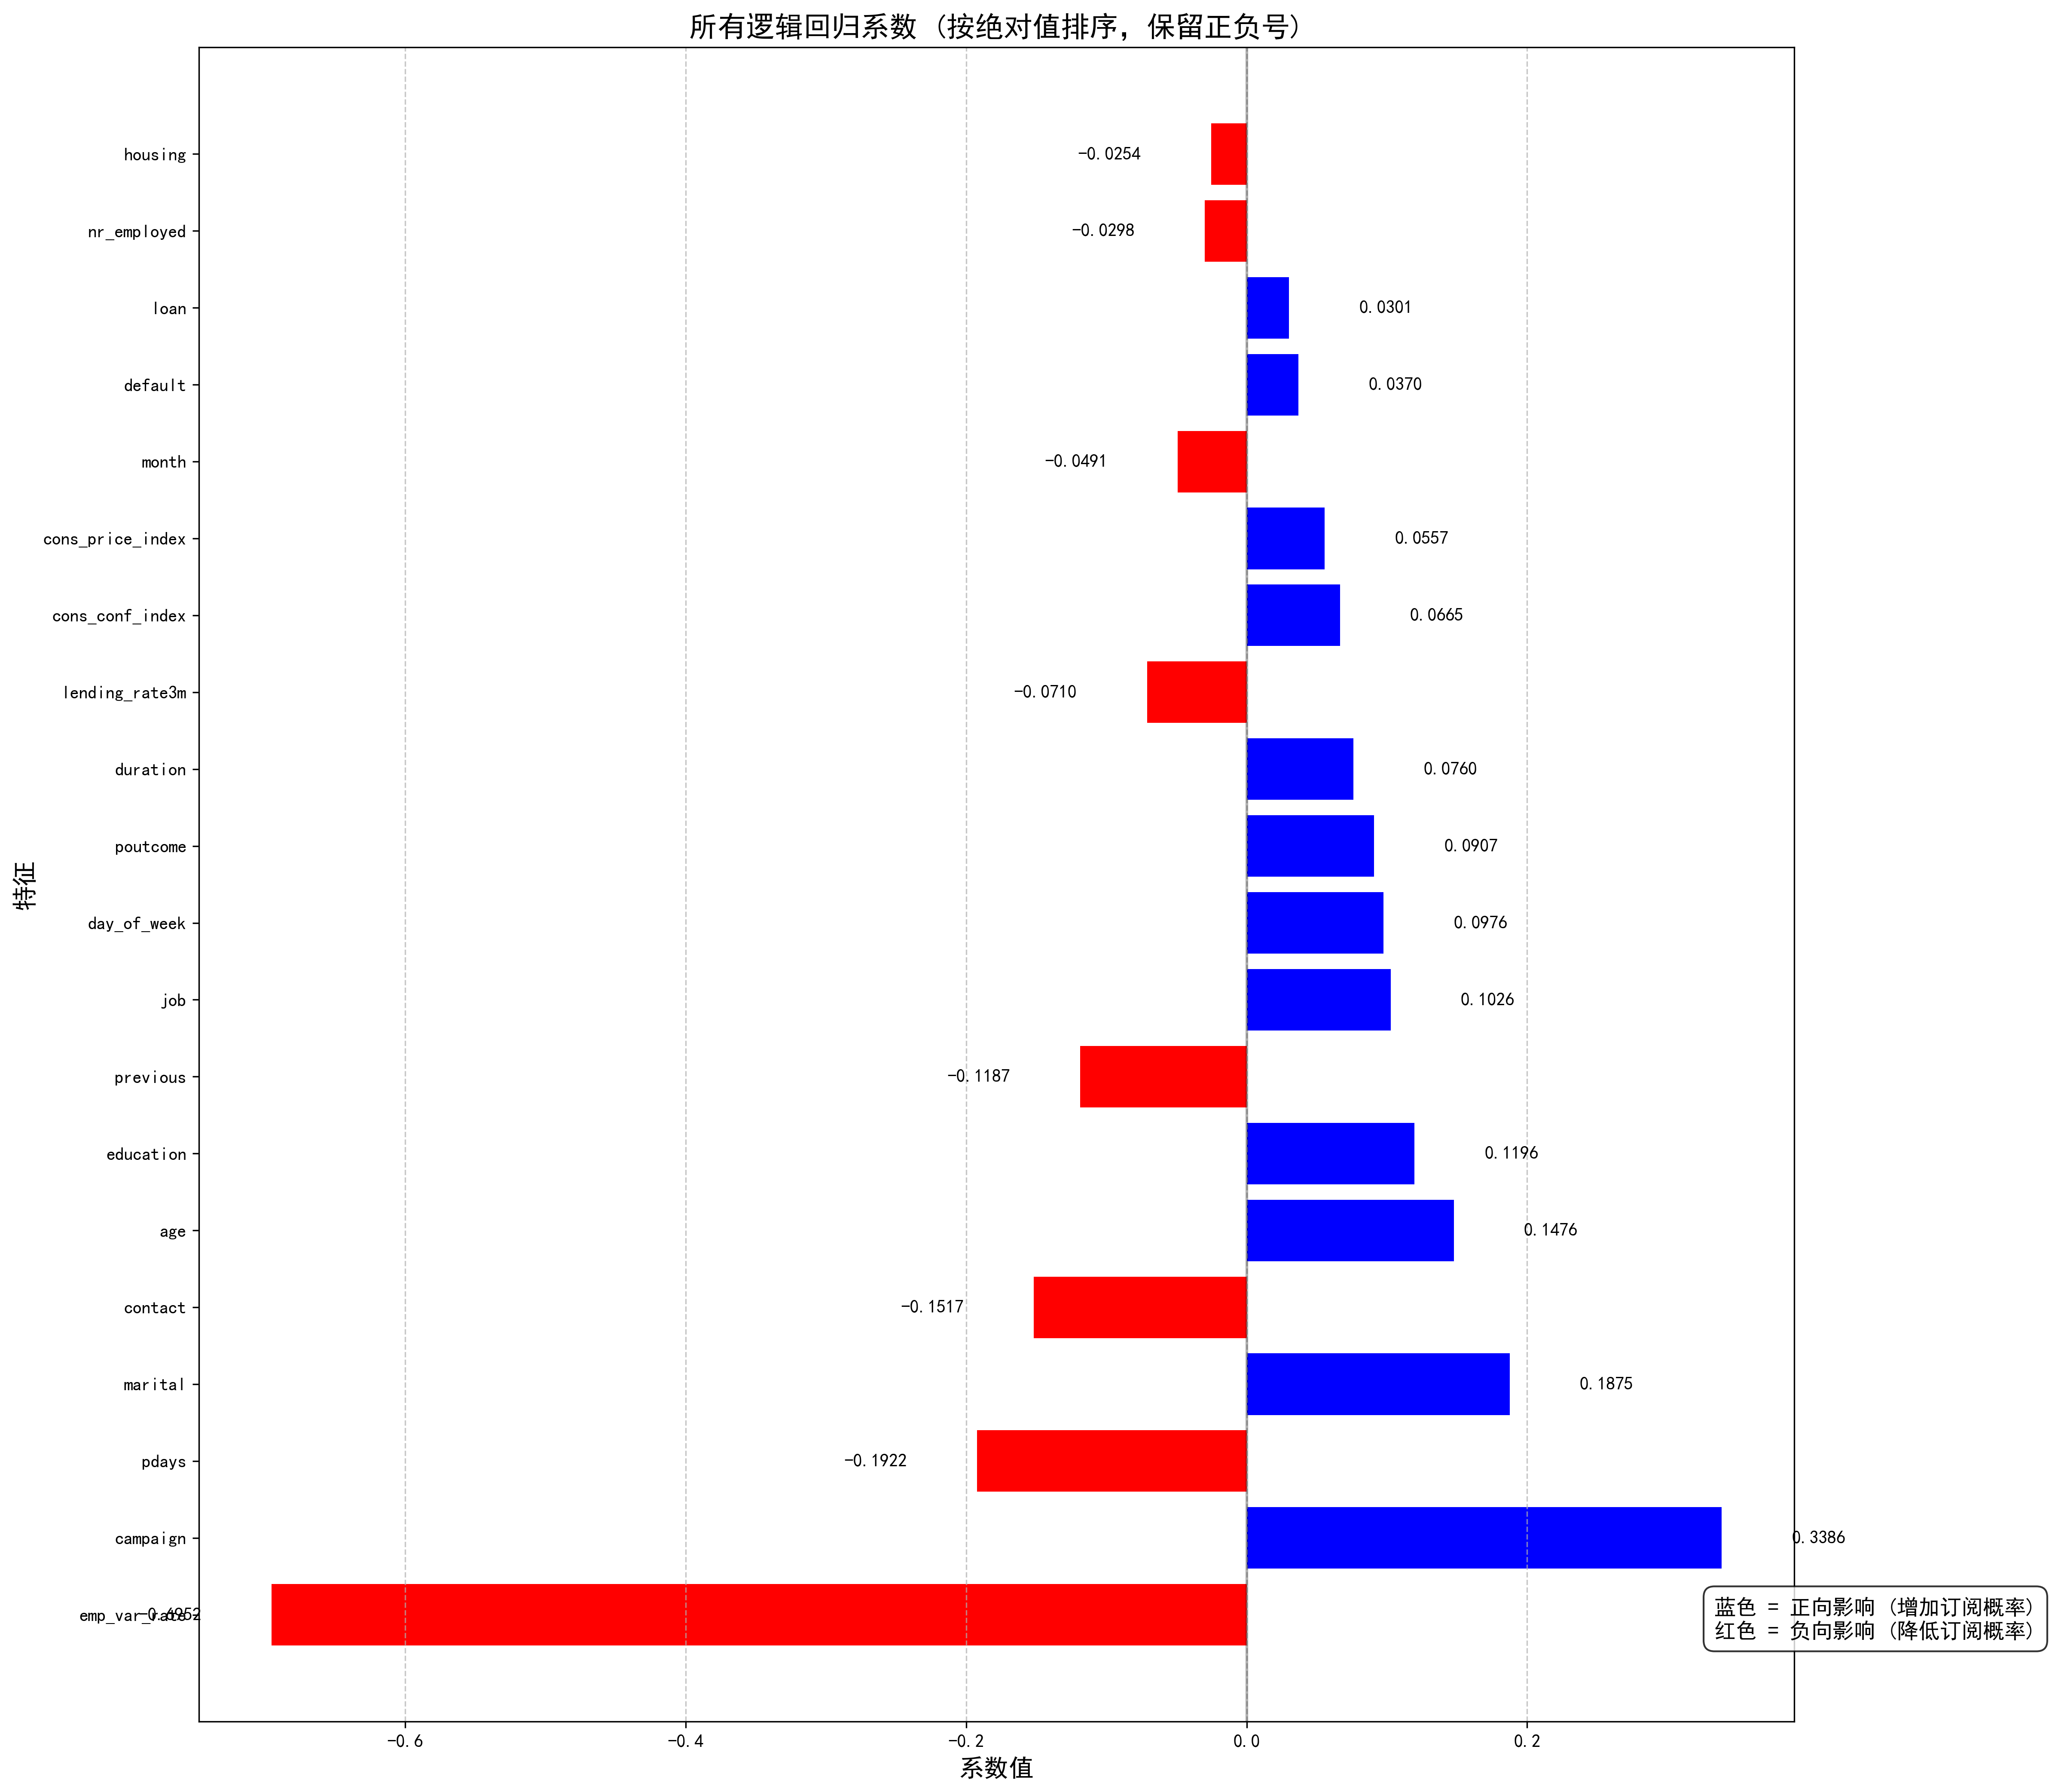 所有逻辑回归系数 (按绝对值排序，保留正负号)
housing
-0.0254
nr_employed
-0.0298
loan
0.0301
default
0.0370
month
-0.0491
cons_price_index
0.0557
cons_conf_index
0.0665
lending_rate3m
-0.0710
duration
0.0760
poutcome
0.0907
day_of_week
0.0976
job
0.1026
previous
-0.1187
education
0.1196
age
0.1476
contact
-0.1517
marital
0.1875
pdays
-0.1922
campaign
0.3386
emp_var_rate
-0.6952
蓝色 = 正向影响 (增加订阅概率)
红色 = 负向影响 (降低订阅概率)
-0.6
-0.4
-0.2
0.0
0.2
系数值
特征